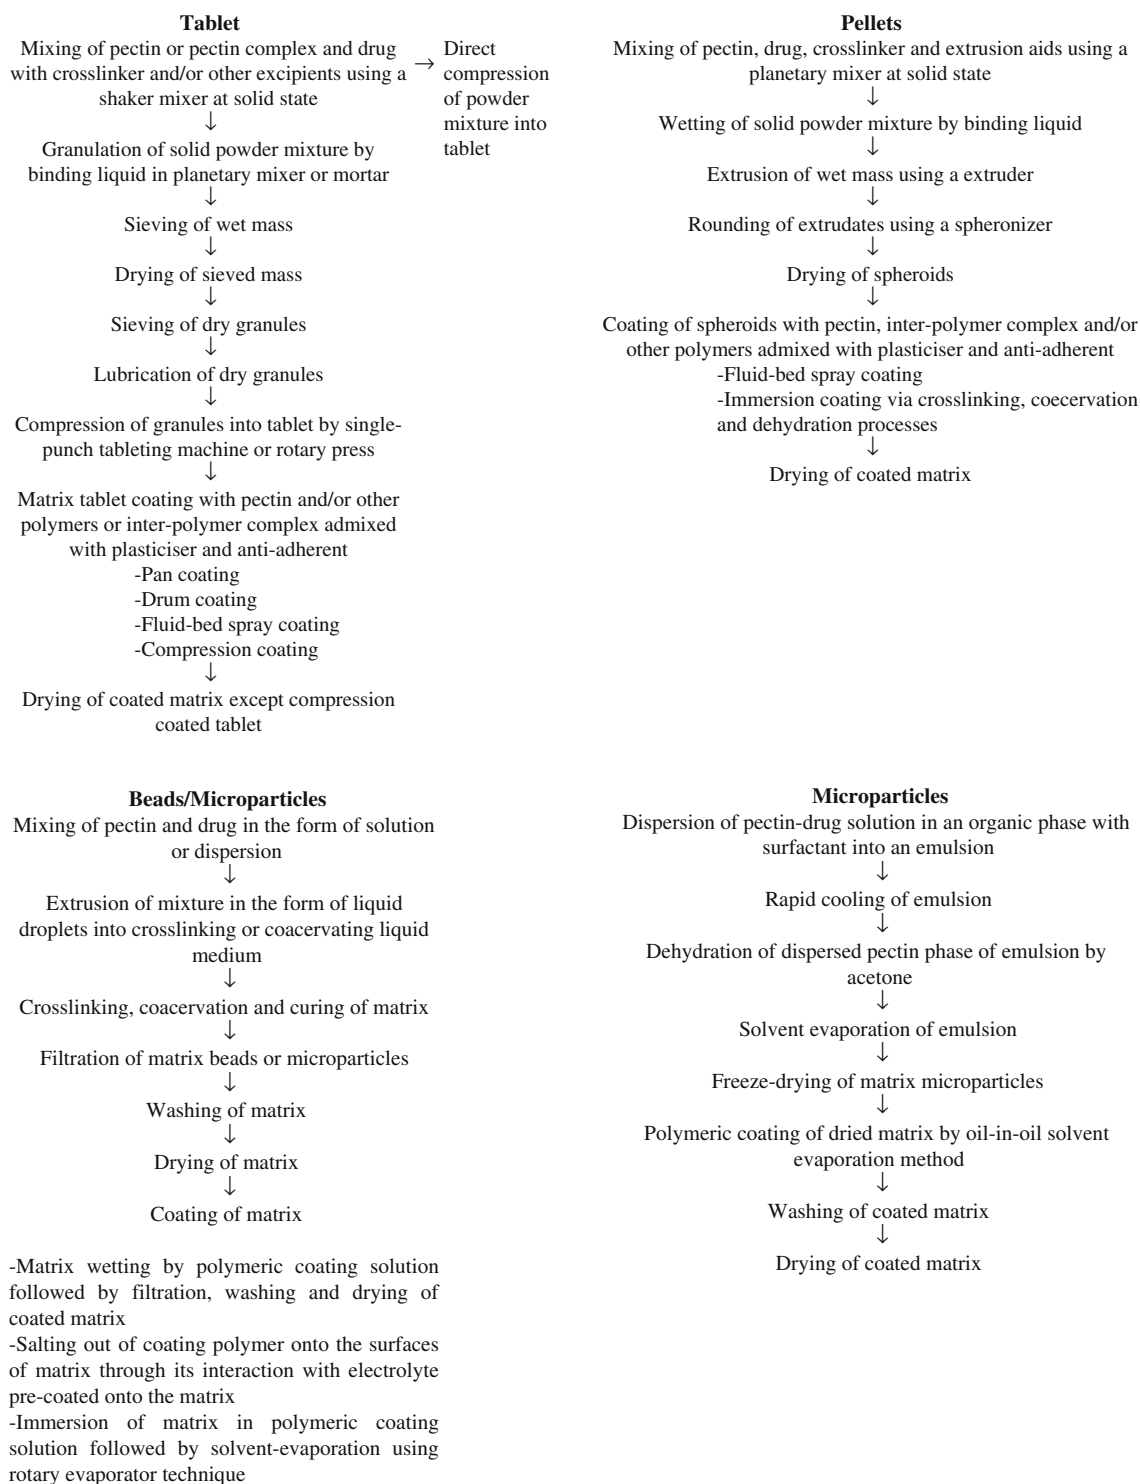 Tablet
Mixing of pectin or pectin complex and drug
with crosslinker and/or other excipients using a
shaker mixer at solid state
→
Direct
compression
of powder
mixture into
tablet
↓
Granulation of solid powder mixture by
binding liquid in planetary mixer or mortar
↓
Sieving of wet mass
↓
Drying of sieved mass
↓
Sieving of dry granules
↓
Lubrication of dry granules
↓
Compression of granules into tablet by single-
punch tableting machine or rotary press
↓
Matrix tablet coating with pectin and/or other
polymers or inter-polymer complex admixed
with plasticiser and anti-adherent
-Pan coating
-Drum coating
-Fluid-bed spray coating
-Compression coating
↓
Drying of coated matrix except compression
coated tablet
Pellets
Mixing of pectin, drug, crosslinker and extrusion aids using a
planetary mixer at solid state
↓
Wetting of solid powder mixture by binding liquid
↓
Extrusion of wet mass using a extruder
↓
Rounding of extrudates using a spheronizer
↓
Drying of spheroids
↓
Coating of spheroids with pectin, inter-polymer complex and/or
other polymers admixed with plasticiser and anti-adherent
-Fluid-bed spray coating
-Immersion coating via crosslinking, coecervation
and dehydration processes
↓
Drying of coated matrix
Beads/Microparticles
Mixing of pectin and drug in the form of solution
or dispersion
↓
Extrusion of mixture in the form of liquid
droplets into crosslinking or coacervating liquid
medium
↓
Crosslinking, coacervation and curing of matrix
↓
Filtration of matrix beads or microparticles
↓
Washing of matrix
↓
Drying of matrix
↓
Coating of matrix
-Matrix wetting by polymeric coating solution
followed by filtration, washing and drying of
coated matrix
-Salting out of coating polymer onto the surfaces
of matrix through its interaction with electrolyte
pre-coated onto the matrix
-Immersion of matrix in polymeric coating
solution followed by solvent-evaporation using
rotary evaporator technique
Microparticles
Dispersion of pectin-drug solution in an organic phase with
surfactant into an emulsion
↓
Rapid cooling of emulsion
↓
Dehydration of dispersed pectin phase of emulsion by
acetone
↓
Solvent evaporation of emulsion
↓
Freeze-drying of matrix microparticles
↓
Polymeric coating of dried matrix by oil-in-oil solvent
evaporation method
↓
Washing of coated matrix
↓
Drying of coated matrix